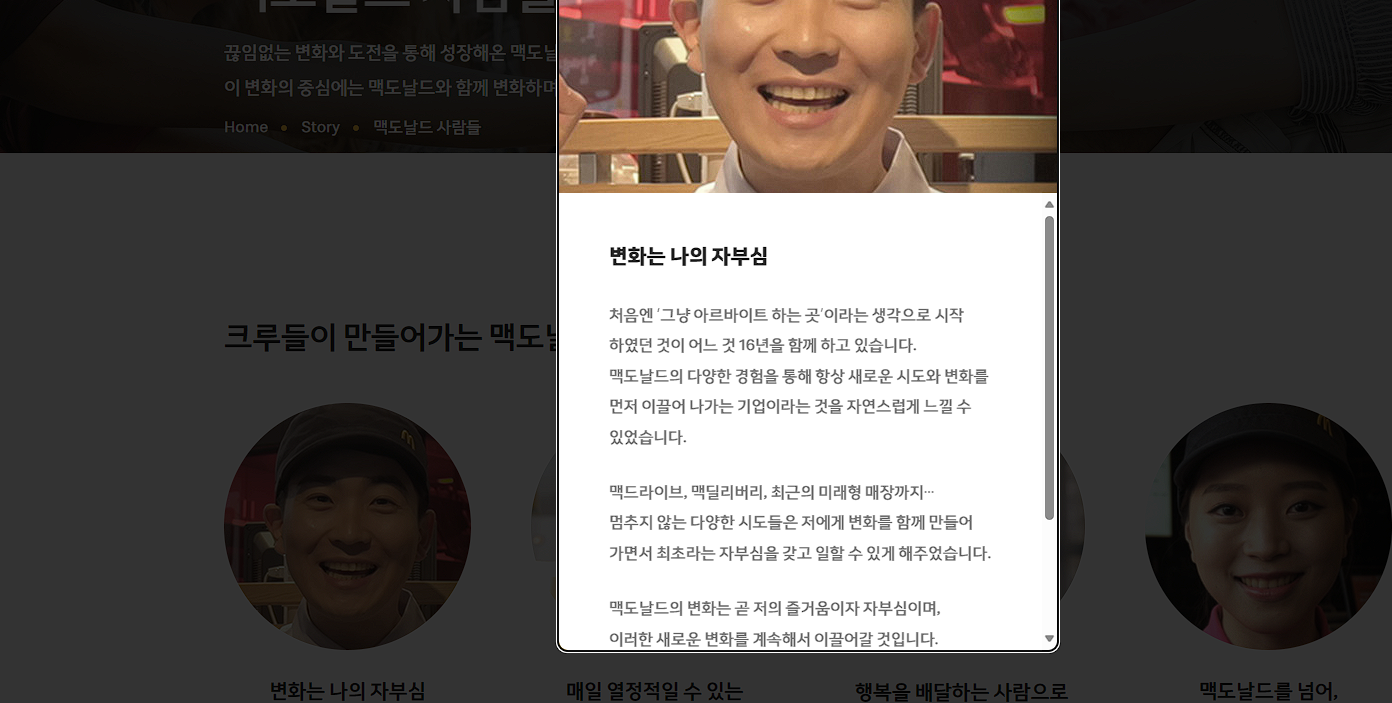 끊임없는 변화와 도전을 통해 성장해온
이 변화의 중심에는 맥도날드와 함께 변화하며
Home • Story • 맥도날드 사람들
크루들이 만들어가는
변화는 나의 자부심
처음엔 '그냥 아르바이트 하는 곳'이라는 생각으로 시작
하였던 것이 어느 것 16년을 함께 하고 있습니다.
맥도날드의 다양한 경험을 통해 항상 새로운 시도와 변화를
먼저 이끌어 나가는 기업이라는 것을 자연스럽게 느낄 수
있었습니다.
맥드라이브, 맥딜리버리, 최근의 미래형 매장까지…
멈추지 않는 다양한 시도들은 저에게 변화를 함께 만들어
가면서 최초라는 자부심을 갖고 일할 수 있게 해주었습니다.
맥도날드의 변화는 곧 저의 즐거움이자 자부심이며,
이러한 새로운 변화를 계속해서 이끌어갈 것입니다.
변화는 나의 자부심
매일 열정적일 수 있는
행복을 배달하는 사람으로
맥도날드를 넘어,